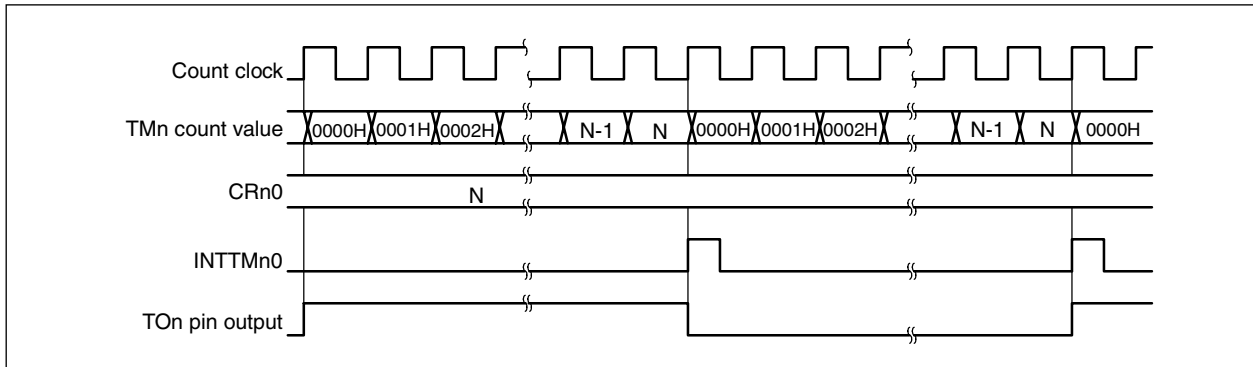 Count clock
TMn count value 0000H 0001H 0002H N-1 N 0000H 0001H 0002H N-1 N 0000H
CRn0 N
INTTMn0
TOn pin output